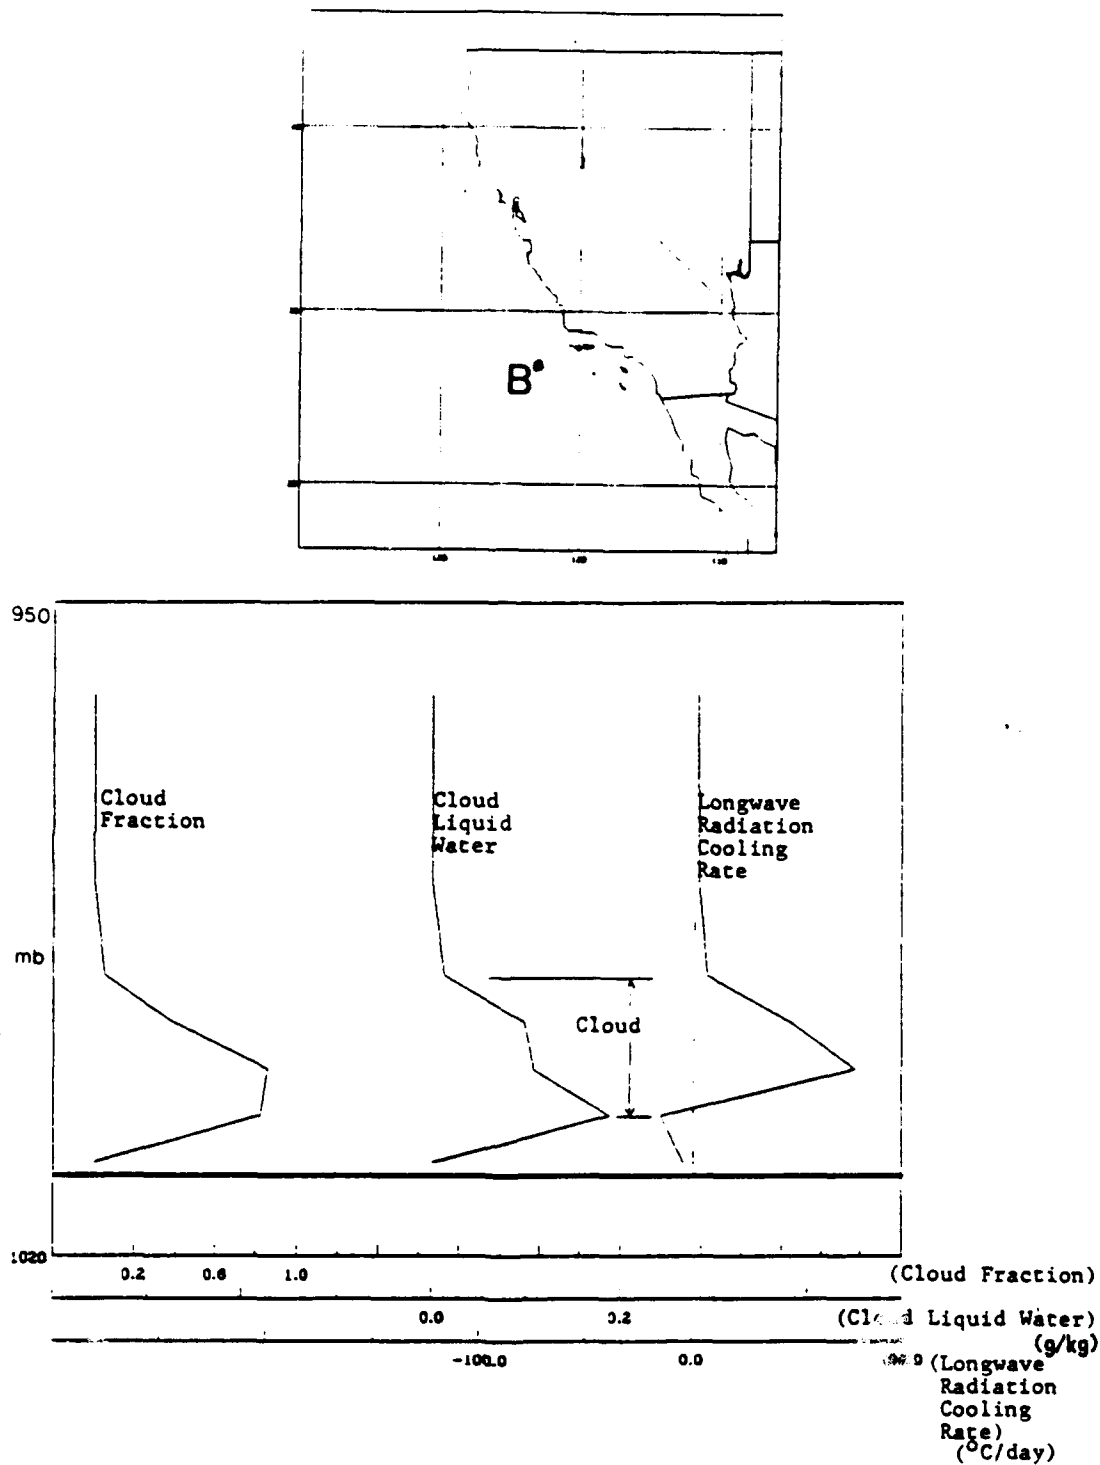 B
950
Cloud
Fraction
Cloud
Liquid
Water
Longwave
Radiation
Cooling
Rate
mb
Cloud
1020
0.2 0.6 1.0
(Cloud Fraction)
0.0
(Cloud Liquid Water)
(g/kg)
-100.0 0.0
(Longwave
Radiation
Cooling
Rate)
(°C/day)